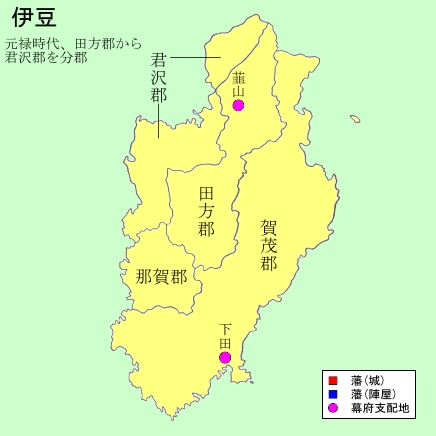 伊豆
元禄時代、田方郡から
君沢郡を分郡
君沢郡
韮山
田方郡
賀茂郡
那賀郡
下田
藩(城)
藩(陣屋)
幕府支配地